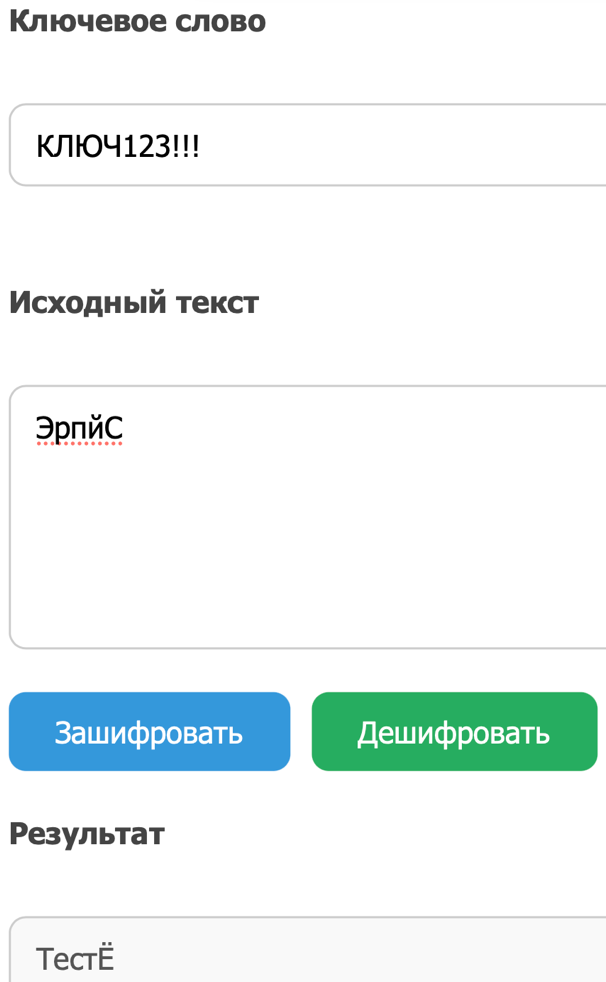 Ключевое слово
КЛЮЧ123!!!
Исходный текст
ЭрпйС
Зашифровать
Дешифровать
Результат
ТестЁ